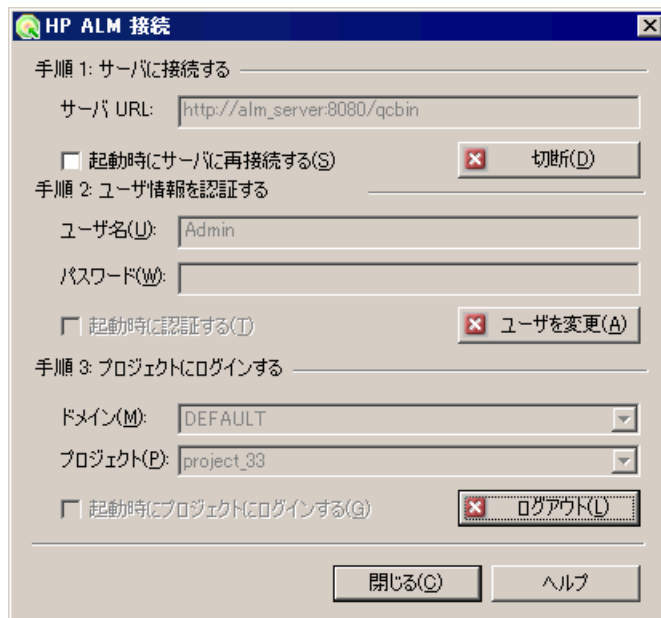 HP ALM 接続
手順 1: サーバに接続する
サーバ URL: http://alm_server:8080/qcbin
起動時にサーバに再接続する(S) 切断(D)
手順 2: ユーザ情報を認証する
ユーザ名(U): Admin
パスワード(W):
起動時に認証する(T) ユーザを変更(A)
手順 3: プロジェクトにログインする
ドメイン(M): DEFAULT
プロジェクト(P): project_33
起動時にプロジェクトにログインする(G) ログアウト(L)
閉じる(C) ヘルプ